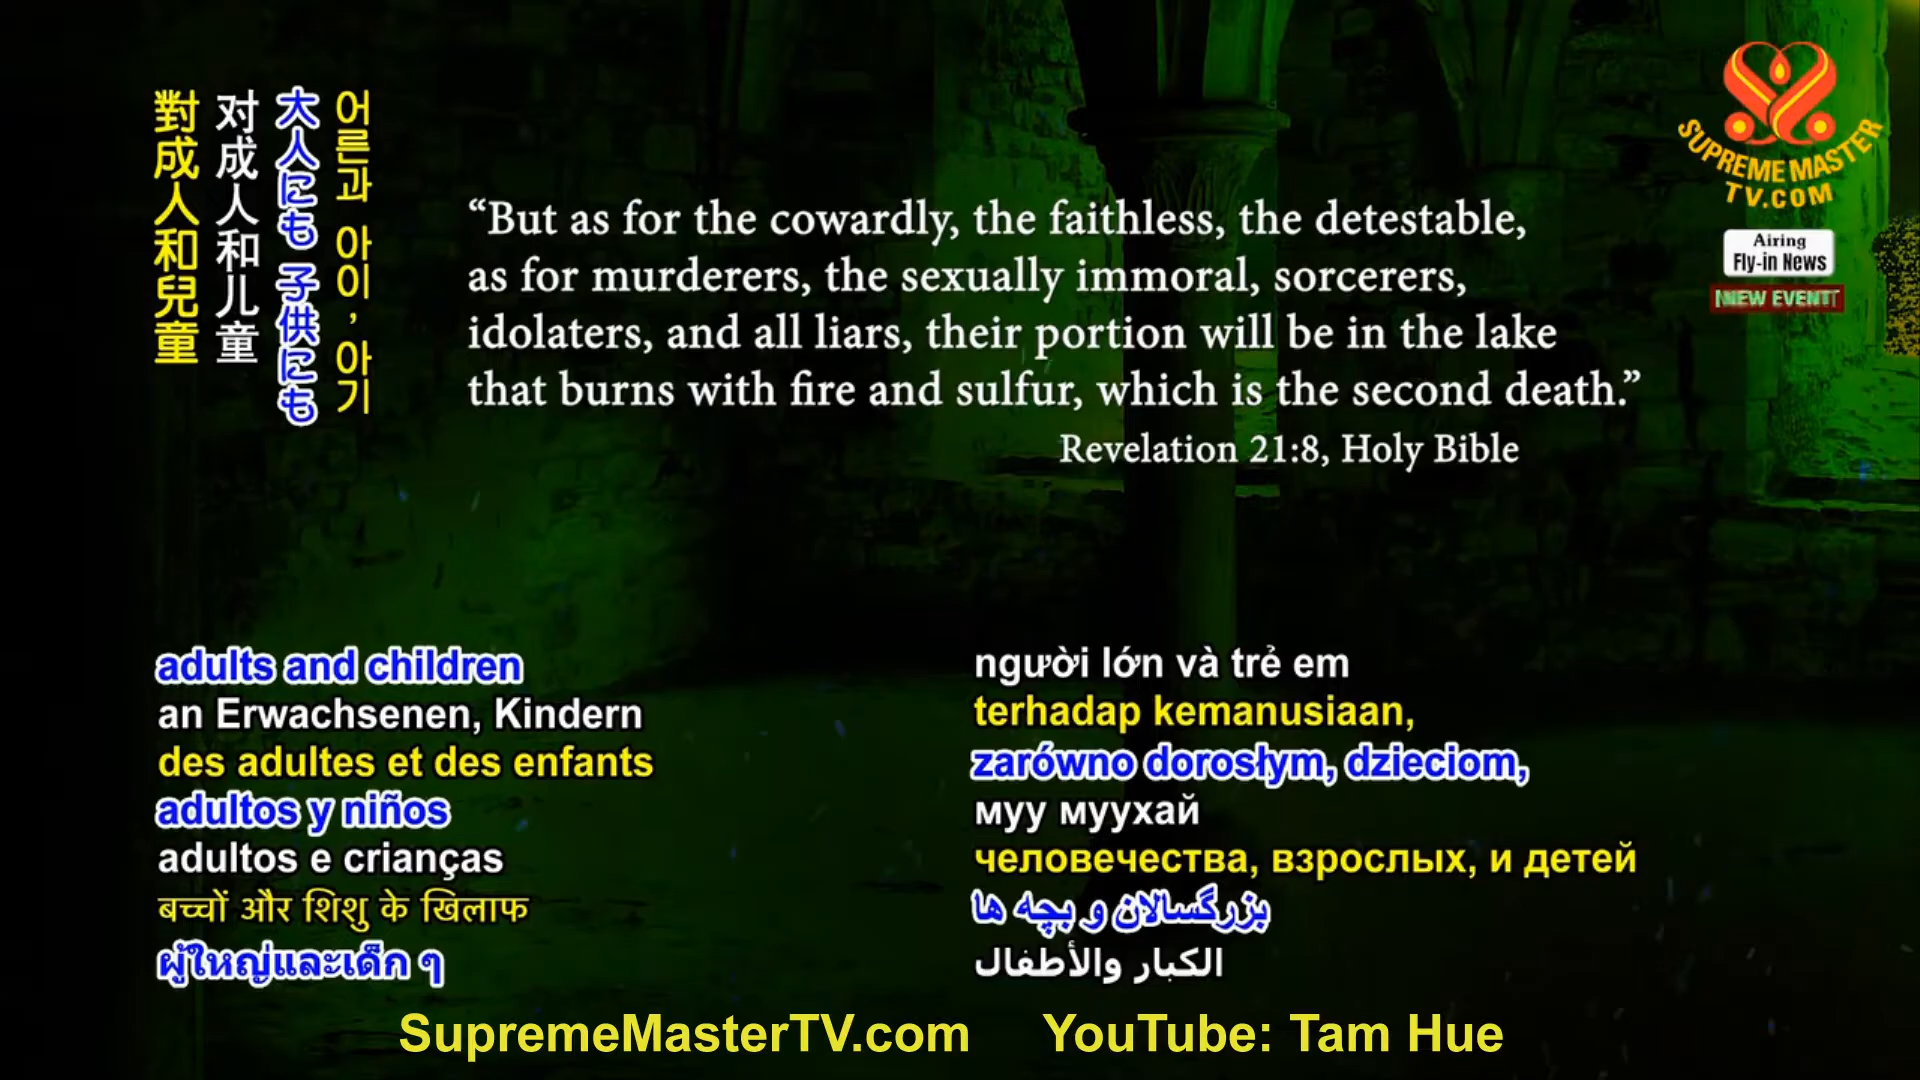 對成人和兒童
对成人和儿童
大人にも 子供にも
어른과 아이, 아기
“But as for the cowardly, the faithless, the detestable,
as for murderers, the sexually immoral, sorcerers,
idolaters, and all liars, their portion will be in the lake
that burns with fire and sulfur, which is the second death.”
Revelation 21:8, Holy Bible
SUPREME MASTER
TV.COM
Airing
Fly-in News
NEW EVENT
adults and children
an Erwachsenen, Kindern
des adultes et des enfants
adultos y niños
adultos e crianças
बच्चों और शिशु के खिलाफ
ผู้ใหญ่และเด็ก ๆ
người lớn và trẻ em
terhadap kemanusiaan,
zarówno dorosłym, dzieciom,
муу муухай
человечества, взрослых, и детей
بزرگسالان و بچه ها
الكبار والأطفال
SupremeMasterTV.com YouTube: Tam Hue